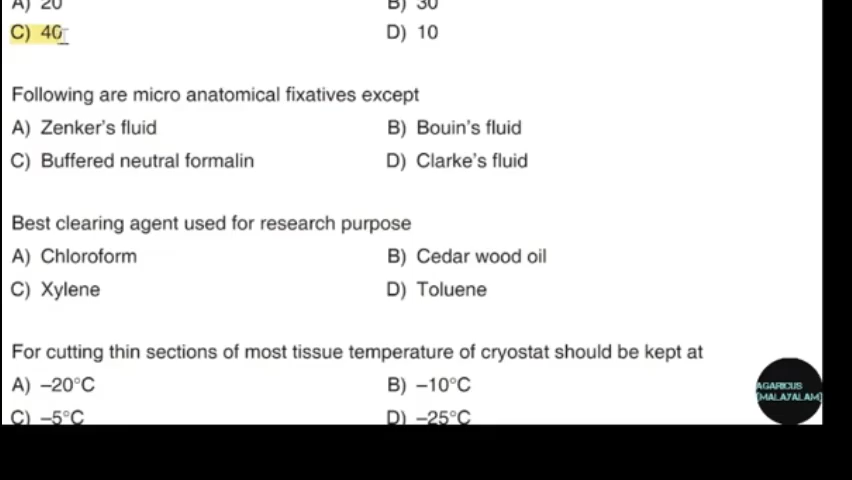 A) 20 B) 30
C) 40 D) 10
Following are micro anatomical fixatives except
A) Zenker's fluid B) Bouin's fluid
C) Buffered neutral formalin D) Clarke's fluid
Best clearing agent used for research purpose
A) Chloroform B) Cedar wood oil
C) Xylene D) Toluene
For cutting thin sections of most tissue temperature of cryostat should be kept at
A) –20°C B) –10°C
C) –5°C D) –25°C
AGARICUS
(MALAYALAM)